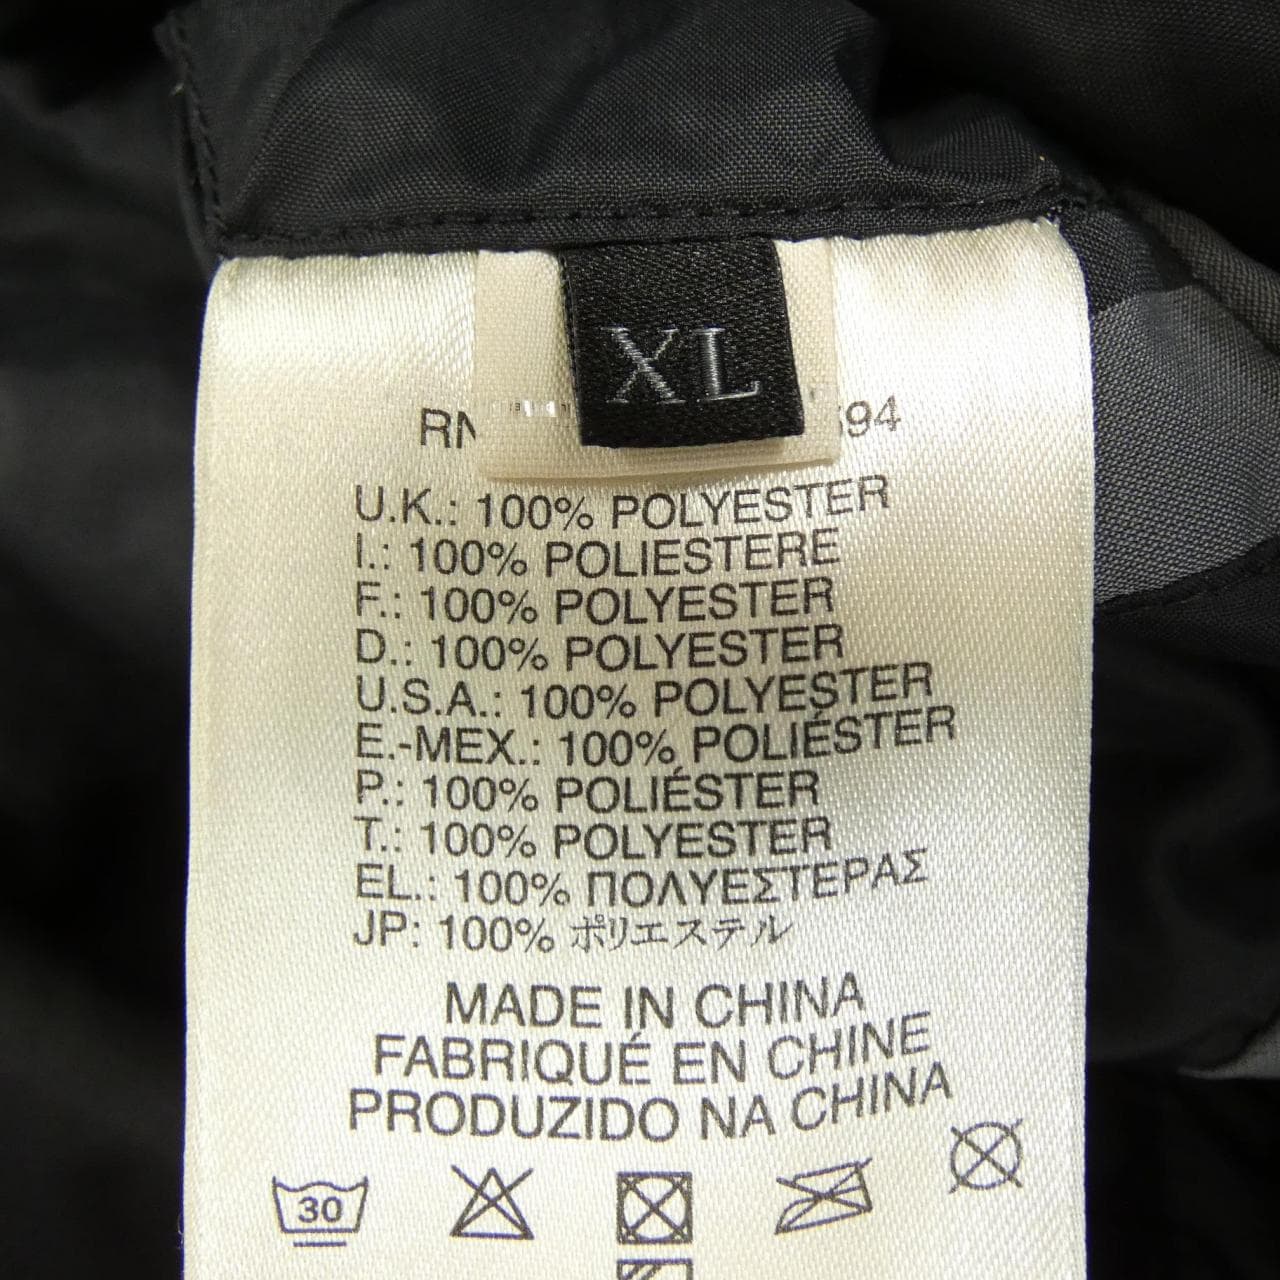 XL
U.K.: 100% POLYESTER
I.: 100% POLIESTERE
F.: 100% POLYESTER
D.: 100% POLYESTER
U.S.A.: 100% POLYESTER
E.-MEX.: 100% POLIÉSTER
P.: 100% POLIÉSTER
T.: 100% POLYESTER
EL.: 100% ΠΟΛΥΕΣΤΕΡΑΣ
JP: 100% ポリエステル
MADE IN CHINA
FABRIQUÉ EN CHINE
PRODUZIDO NA CHINA
30